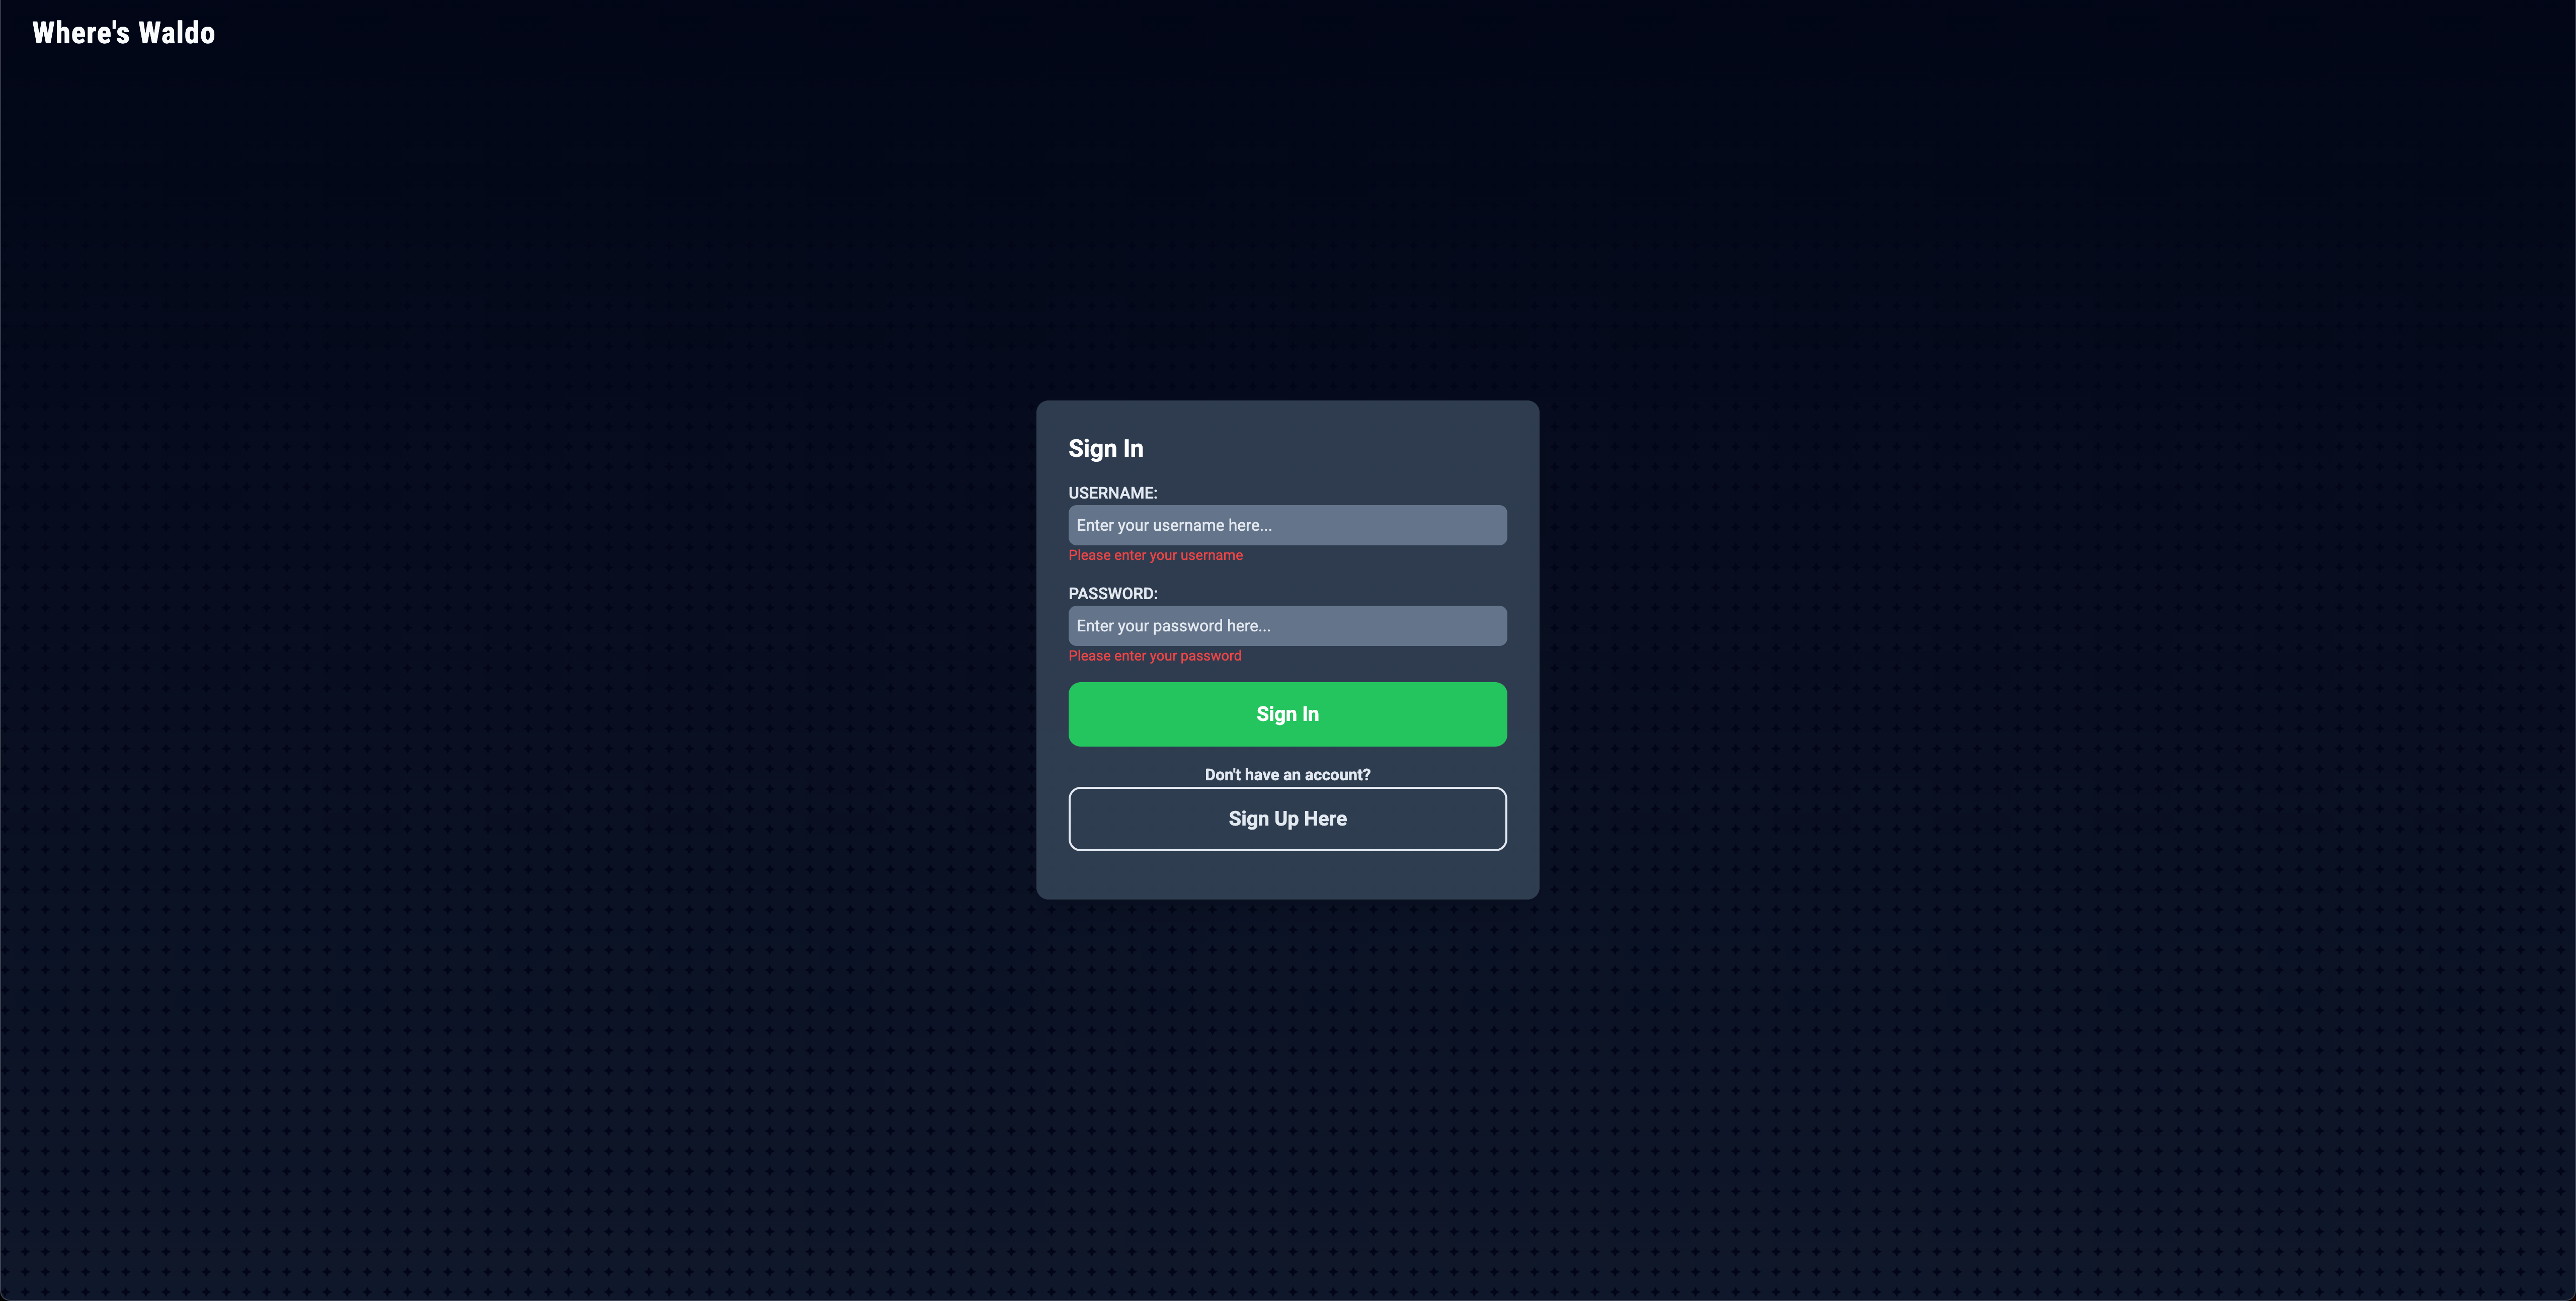 Where's Waldo
Sign In
USERNAME:
Enter your username here...
Please enter your username
PASSWORD:
Enter your password here...
Please enter your password
Sign In
Don't have an account?
Sign Up Here